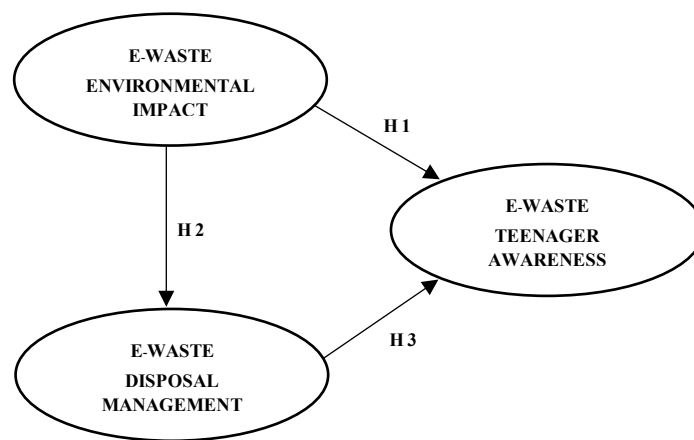 E-WASTE
ENVIRONMENTAL
IMPACT
H 1
E-WASTE
TEENAGER
AWARENESS
H 2
E-WASTE
DISPOSAL
MANAGEMENT
H 3